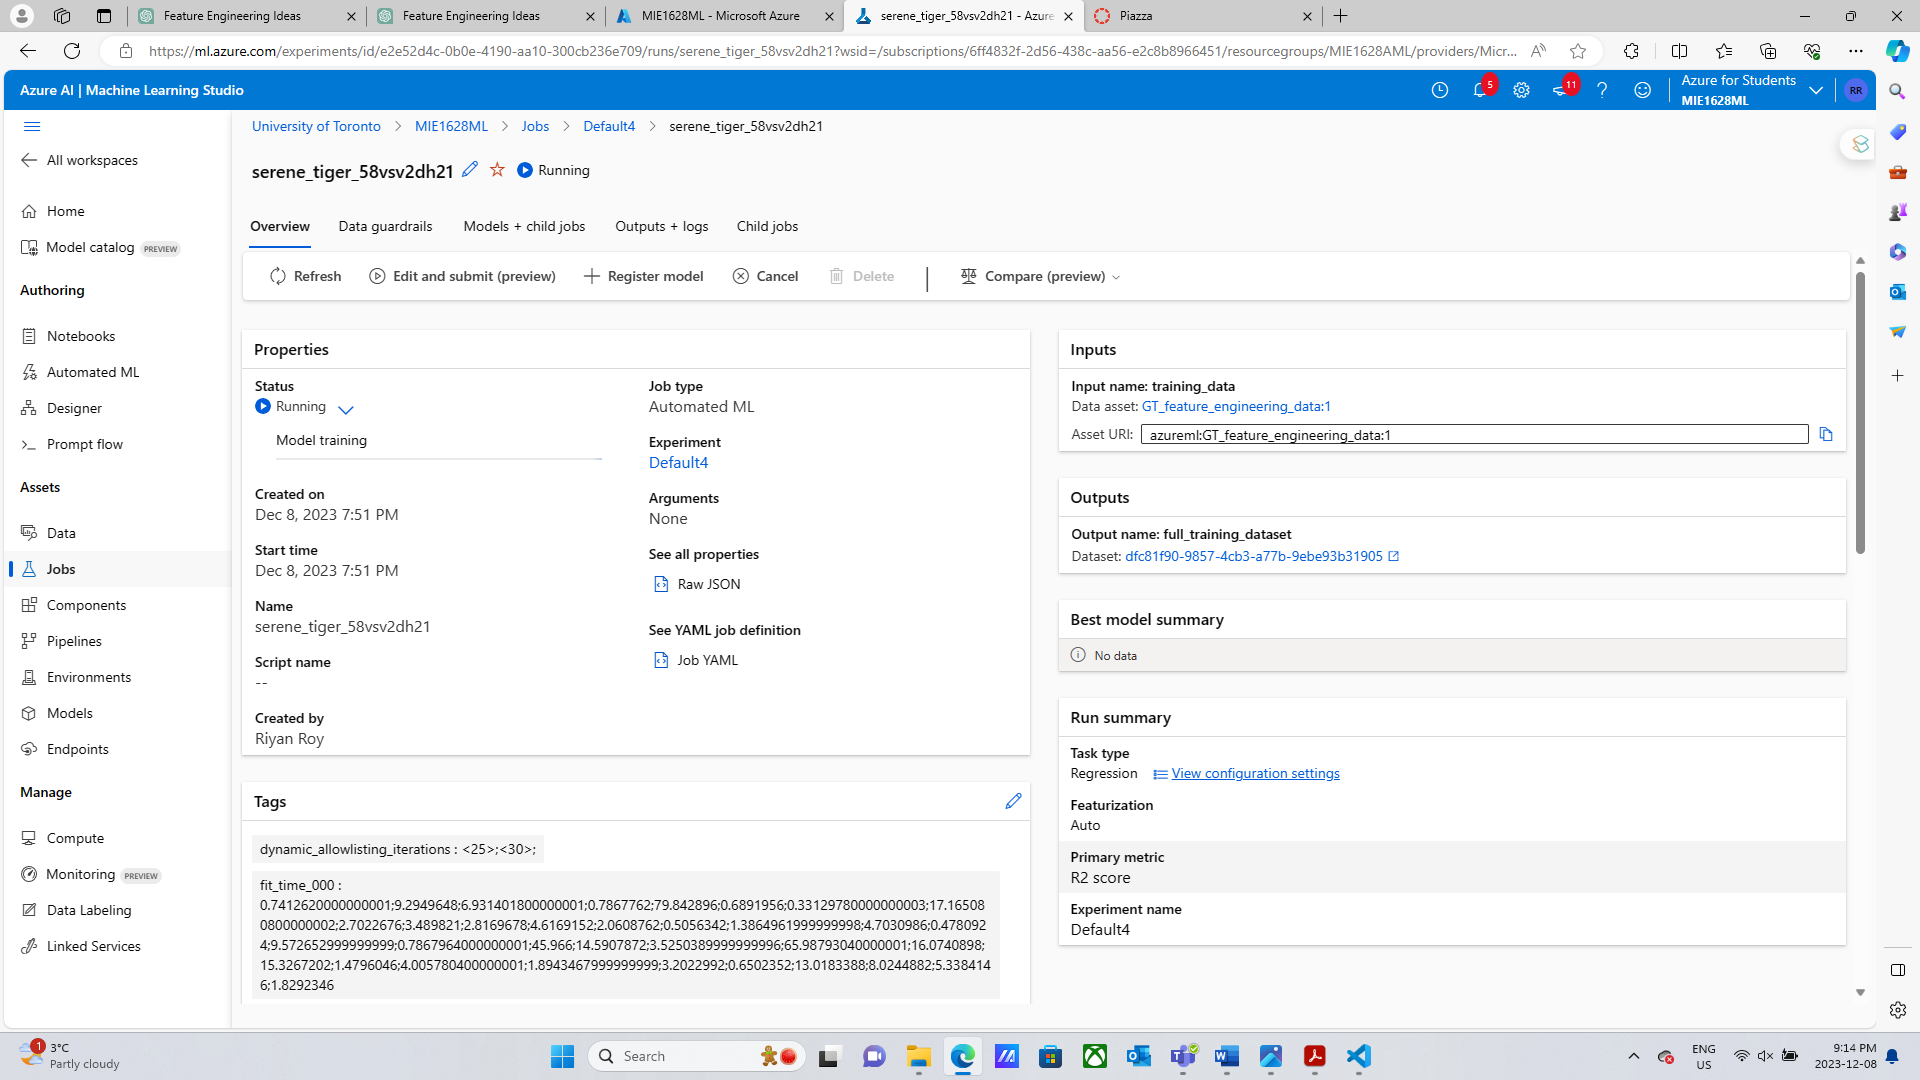 Feature Engineering Ideas
Feature Engineering Ideas
MIE1628ML - Microsoft Azure
serene_tiger_58vsv2dh21 - Azure
Piazza
https://ml.azure.com/experiments/id/e2e52d4c-0b0e-4190-aa10-300cb236e709/runs/serene_tiger_58vsv2dh21?wsid=/subscriptions/6ff4832f-2d56-438c-aa56-e2c8b8966451/resourcegroups/MIE1628AML/providers/Micr...
Azure AI | Machine Learning Studio
5
11
Azure for Students
MIE1628ML
RR
All workspaces
Home
Model catalog PREVIEW
Authoring
Notebooks
Automated ML
Designer
Prompt flow
Assets
Data
Jobs
Components
Pipelines
Environments
Models
Endpoints
Manage
Compute
Monitoring PREVIEW
Data Labeling
Linked Services
University of Toronto > MIE1628ML > Jobs > Default4 > serene_tiger_58vsv2dh21
serene_tiger_58vsv2dh21 Running
Overview Data guardrails Models + child jobs Outputs + logs Child jobs
Refresh Edit and submit (preview) Register model Cancel Delete Compare (preview)
Properties
Status
Running
Model training
Created on
Dec 8, 2023 7:51 PM
Start time
Dec 8, 2023 7:51 PM
Name
serene_tiger_58vsv2dh21
Script name
--
Created by
Riyan Roy
Job type
Automated ML
Experiment
Default4
Arguments
None
See all properties
Raw JSON
See YAML job definition
Job YAML
Tags
dynamic_allowlisting_iterations : <25>;<30>;
fit_time_000 :
0.7412620000000001;9.2949648;6.931401800000001;0.7867762;79.842896;0.6891956;0.33129780000000003;17.16508
0800000002;2.7022676;3.489821;2.8169678;4.6169152;2.0608762;0.5056342;1.3864961999999998;4.7030986;0.478092
4;9.572652999999999;0.7867964000000001;45.966;14.5907872;3.5250389999999996;65.98793040000001;16.0740898;
15.3267202;1.4796046;4.005780400000001;1.8943467999999999;3.2022992;0.6502352;13.0183388;8.0244882;5.338414
6;1.8292346
Inputs
Input name: training_data
Data asset: GT_feature_engineering_data:1
Asset URI: azureml:GT_feature_engineering_data:1
Outputs
Output name: full_training_dataset
Dataset: dfc81f90-9857-4cb3-a77b-9ebe93b31905
Best model summary
No data
Run summary
Task type
Regression View configuration settings
Featurization
Auto
Primary metric
R2 score
Experiment name
Default4
1
3°C
Partly cloudy
Search
ENG
US
9:14 PM
2023-12-08